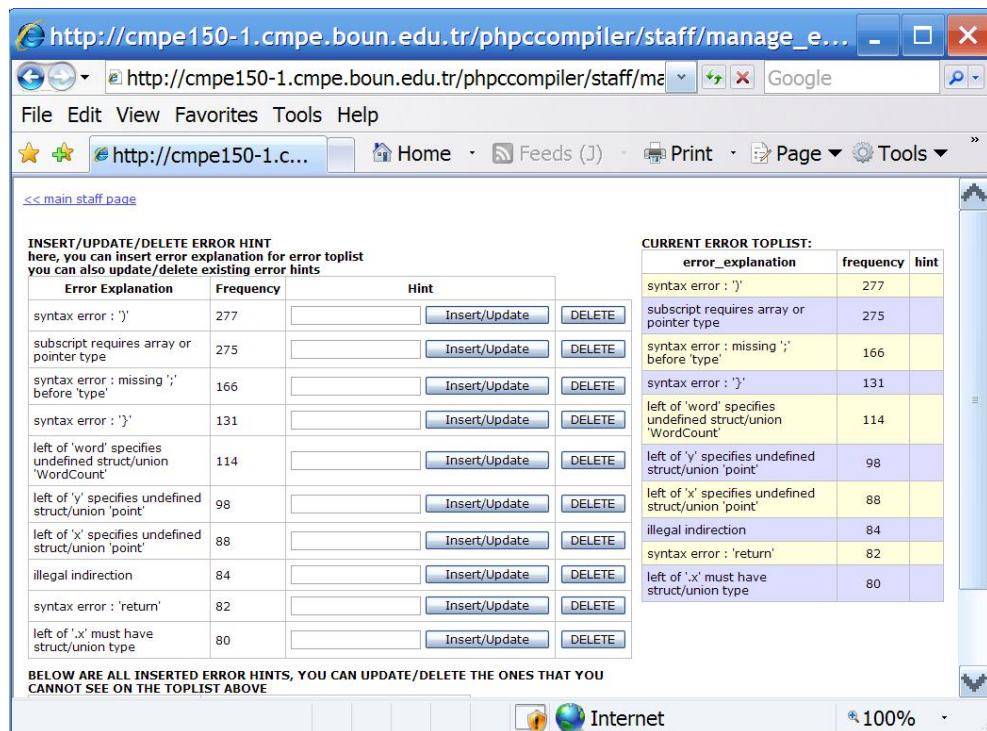 http://cmpe150-1.cmpe.boun.edu.tr/phpccompiler/staff/manage_e...
http://cmpe150-1.cmpe.boun.edu.tr/phpccompiler/staff/ma Google
File Edit View Favorites Tools Help
http://cmpe150-1.c... Home Feeds (J) Print Page Tools »
<< main staff page
INSERT/UPDATE/DELETE ERROR HINT
here, you can insert error explanation for error toplist
you can also update/delete existing error hints
Error Explanation Frequency Hint
syntax error : ')' 277 Insert/Update DELETE
subscript requires array or
pointer type 275 Insert/Update DELETE
syntax error : missing ';'
before 'type' 166 Insert/Update DELETE
syntax error : '}' 131 Insert/Update DELETE
left of 'word' specifies
undefined struct/union
'WordCount' 114 Insert/Update DELETE
left of 'y' specifies undefined
struct/union 'point' 98 Insert/Update DELETE
left of 'x' specifies undefined
struct/union 'point' 88 Insert/Update DELETE
illegal indirection 84 Insert/Update DELETE
syntax error : 'return' 82 Insert/Update DELETE
left of '.x' must have
struct/union type 80 Insert/Update DELETE
BELOW ARE ALL INSERTED ERROR HINTS, YOU CAN UPDATE/DELETE THE ONES THAT YOU
CANNOT SEE ON THE TOPLIST ABOVE
CURRENT ERROR TOPLIST:
error_explanation frequency hint
syntax error : ')' 277
subscript requires array or
pointer type 275
syntax error : missing ';'
before 'type' 166
syntax error : '}' 131
left of 'word' specifies
undefined struct/union
'WordCount' 114
left of 'y' specifies undefined
struct/union 'point' 98
left of 'x' specifies undefined
struct/union 'point' 88
illegal indirection 84
syntax error : 'return' 82
left of '.x' must have
struct/union type 80
Internet 100%